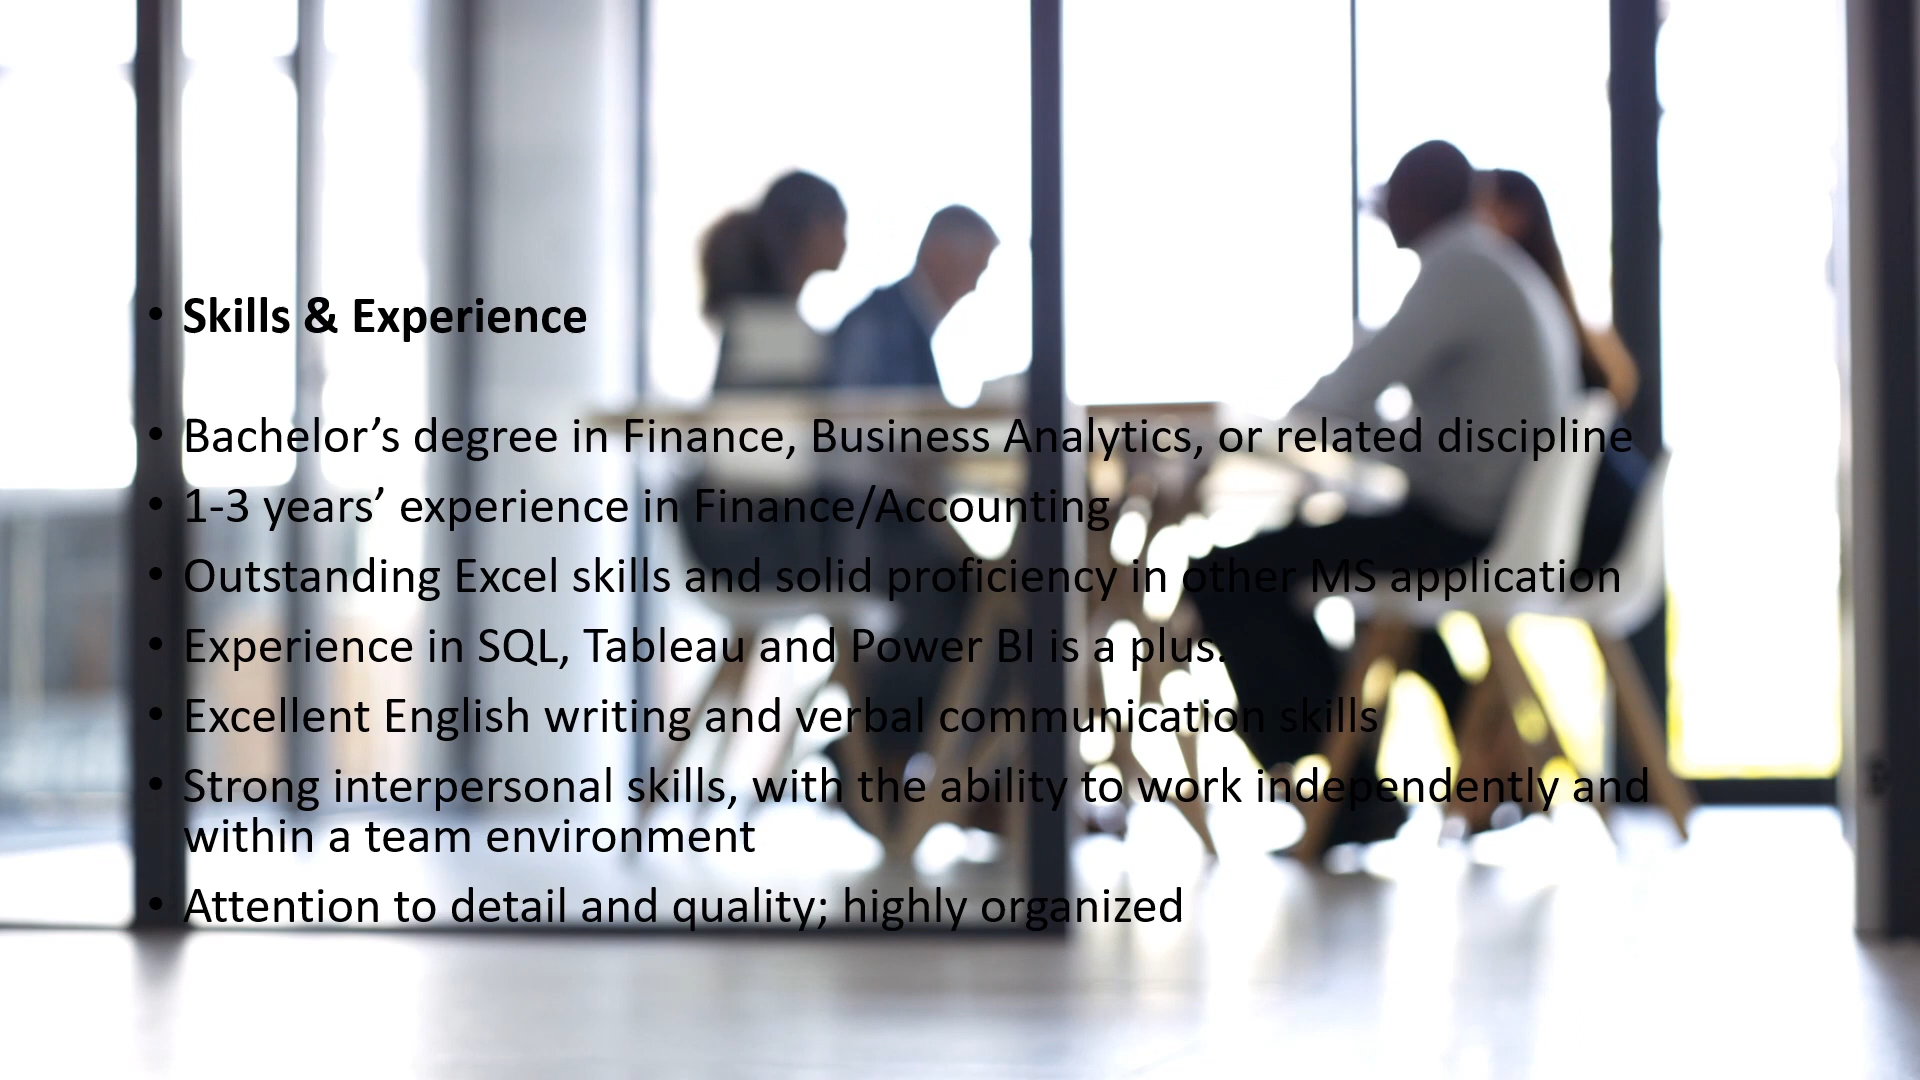 • Skills & Experience
• Bachelor’s degree in Finance, Business Analytics, or related discipline
• 1-3 years’ experience in Finance/Accounting
• Outstanding Excel skills and solid proficiency in other MS application
• Experience in SQL, Tableau and Power BI is a plus.
• Excellent English writing and verbal communication skills
• Strong interpersonal skills, with the ability to work independently and
within a team environment
• Attention to detail and quality; highly organized